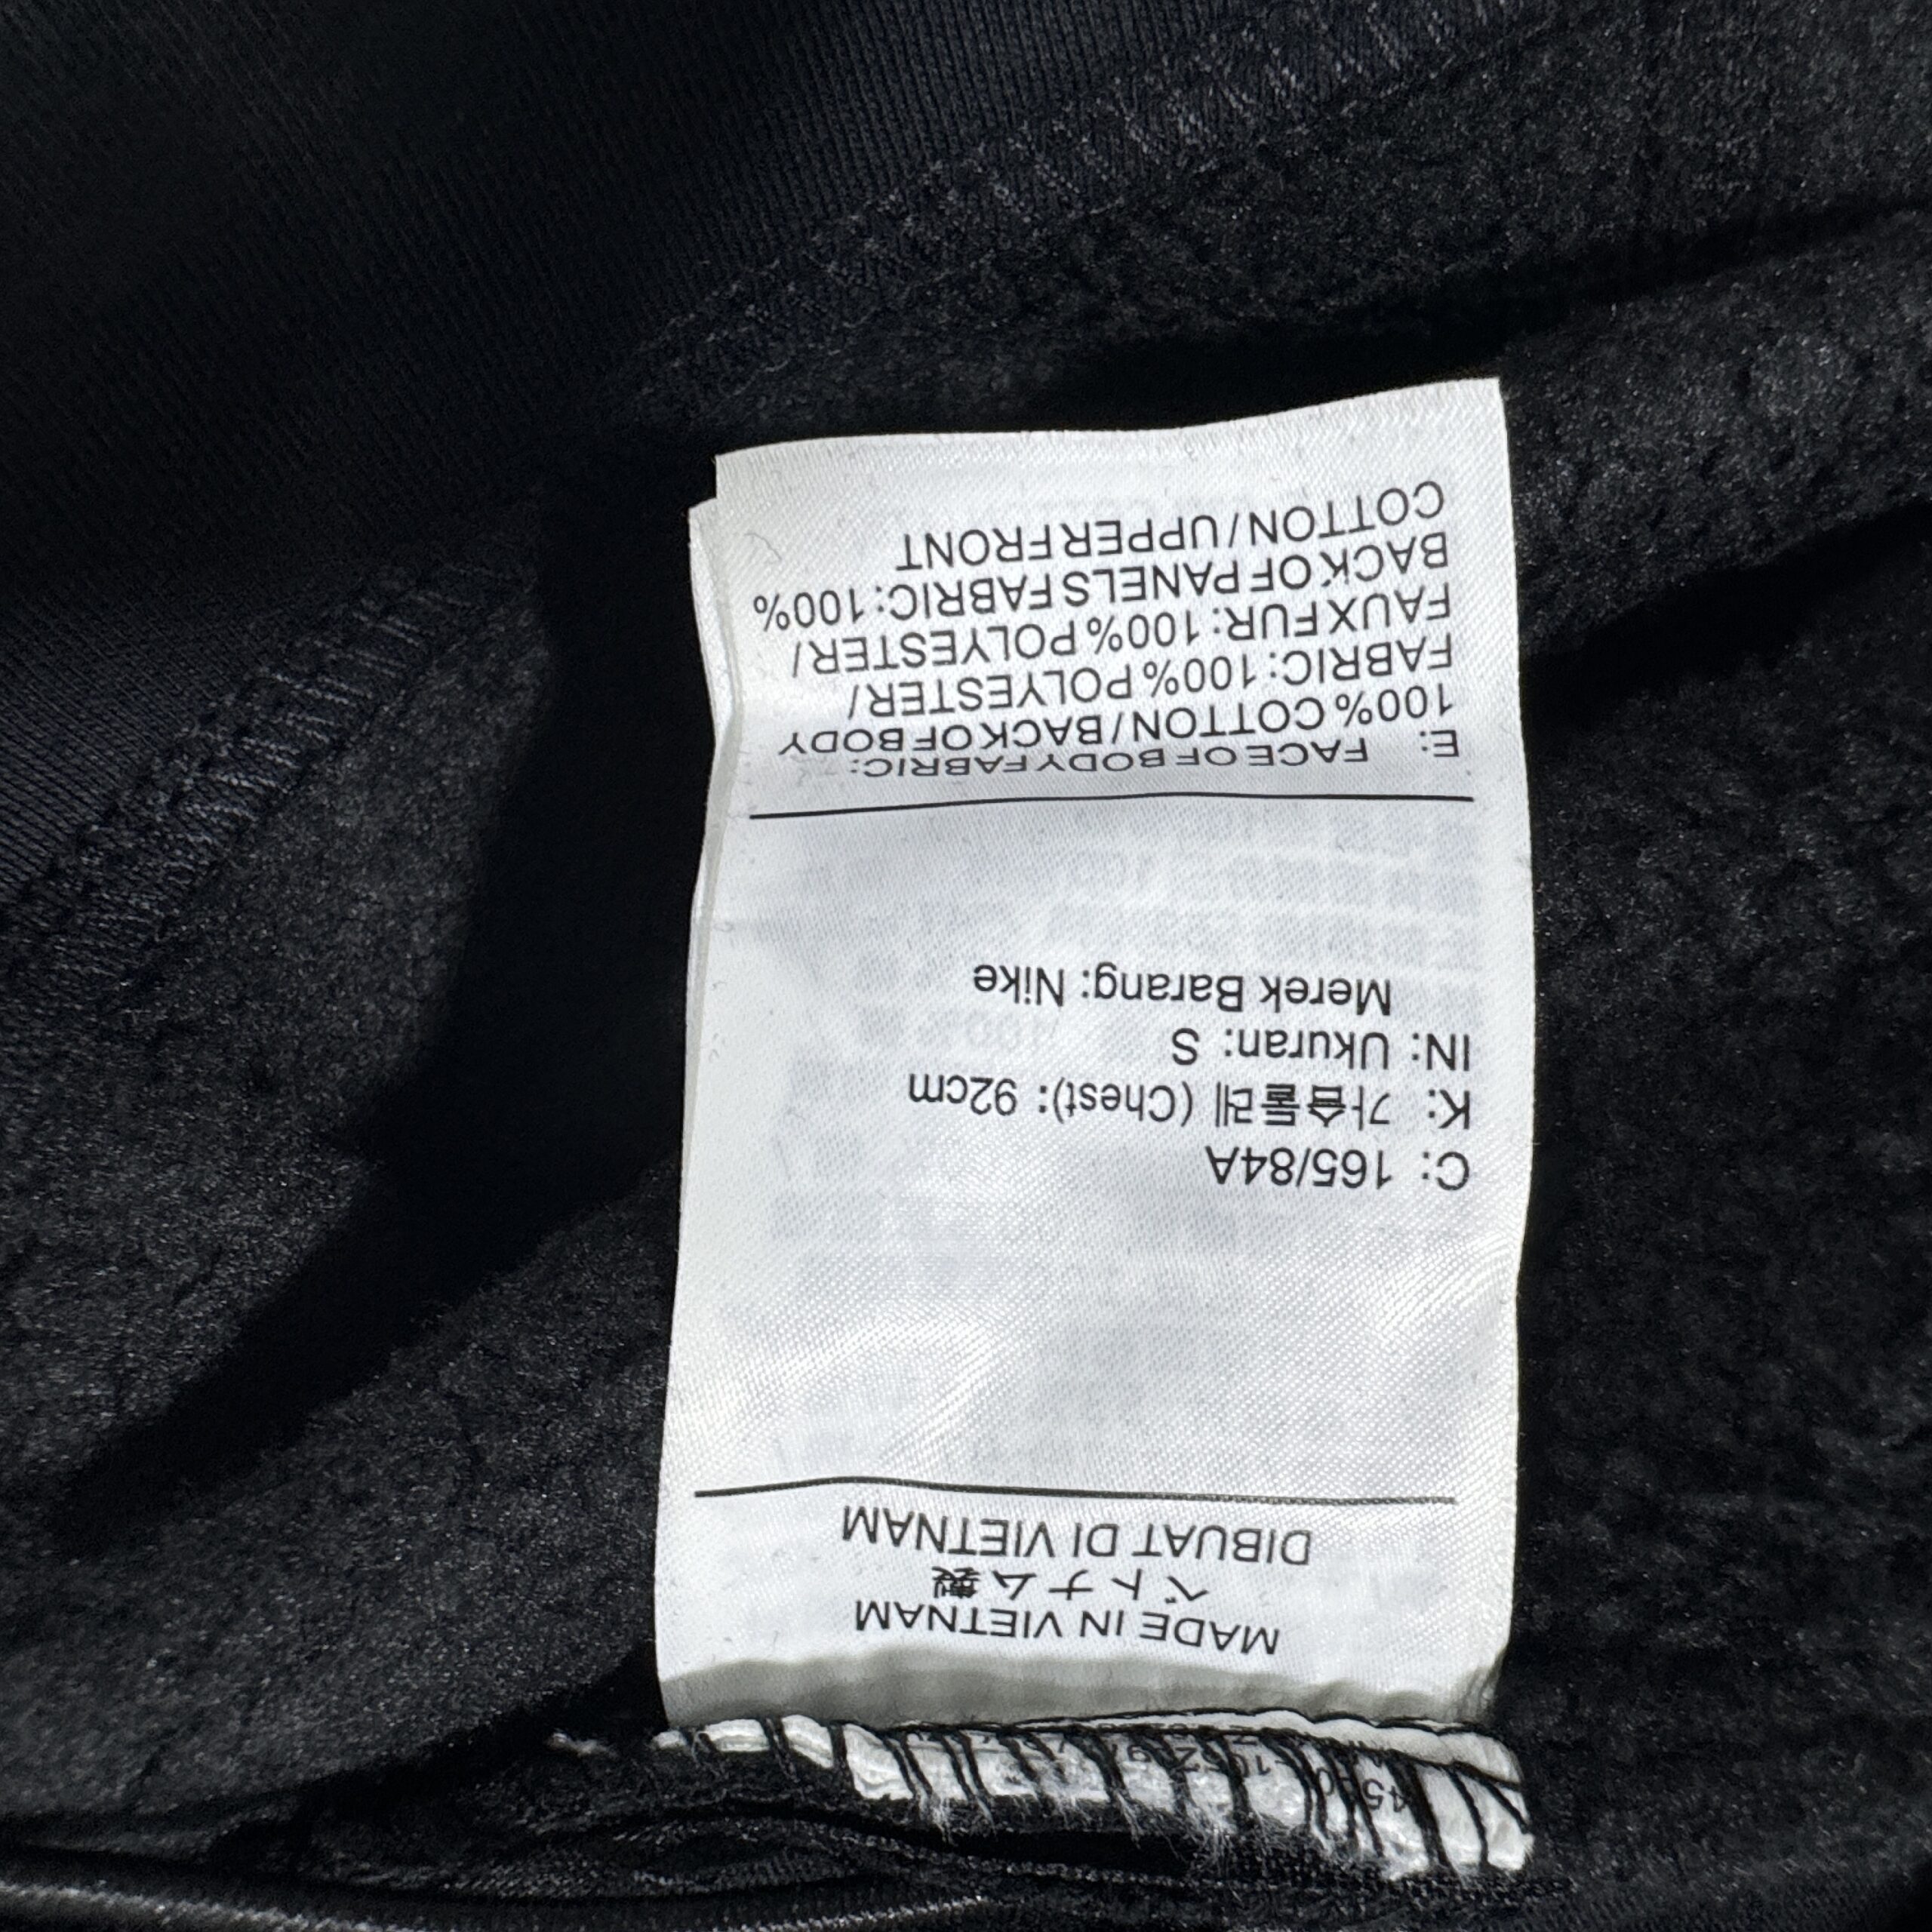 MADE IN VIETNAM
ベトナム製
DIBUAT DI VIETNAM
C: 165/84A
K: 가슴둘레 (Chest): 92cm
IN: Ukuran: S
Merek Barang: Nike
E: FACE OF BODY FABRIC:
100% COTTON / BACK OF BODY
FABRIC: 100% POLYESTER /
FAUX FUR: 100% POLYESTER /
BACK OF PANELS FABRIC: 100%
COTTON / UPPER FRONT